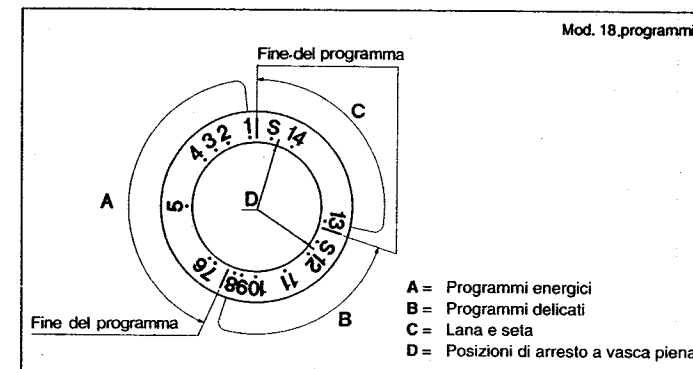 Mod. 18 programmi
Fine del programma
C
1 S 14
4 3 2
A
D
5
13
S
12
11
7 6
10 9 8
B
Fine del programma
A = Programmi energici
B = Programmi delicati
C = Lana e seta
D = Posizioni di arresto a vasca piena